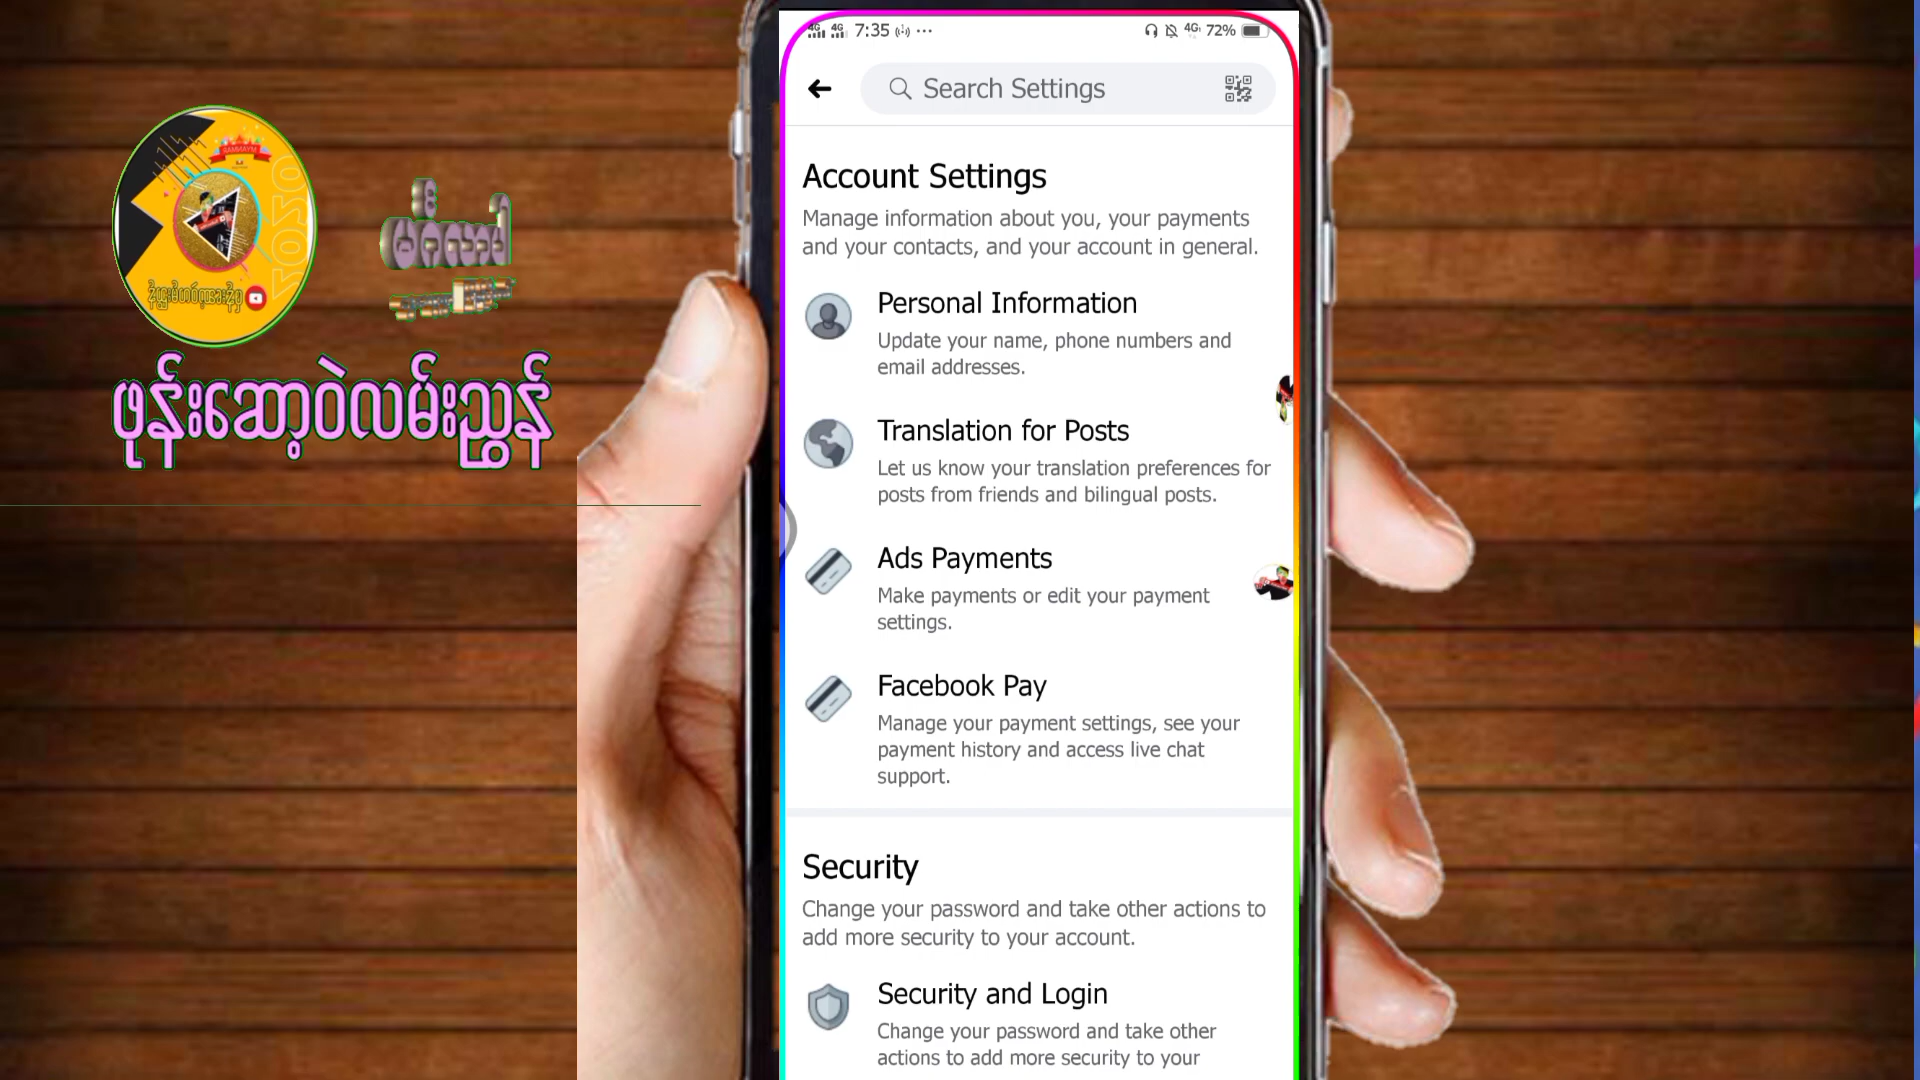 7:35
72%
Search Settings
Account Settings
Manage information about you, your payments
and your contacts, and your account in general.
Personal Information
Update your name, phone numbers and
email addresses.
Translation for Posts
Let us know your translation preferences for
posts from friends and bilingual posts.
Ads Payments
Make payments or edit your payment
settings.
Facebook Pay
Manage your payment settings, see your
payment history and access live chat
support.
Security
Change your password and take other actions to
add more security to your account.
Security and Login
Change your password and take other
actions to add more security to your
ဖုန်းဆော့ဝဲလမ်းညွှန်